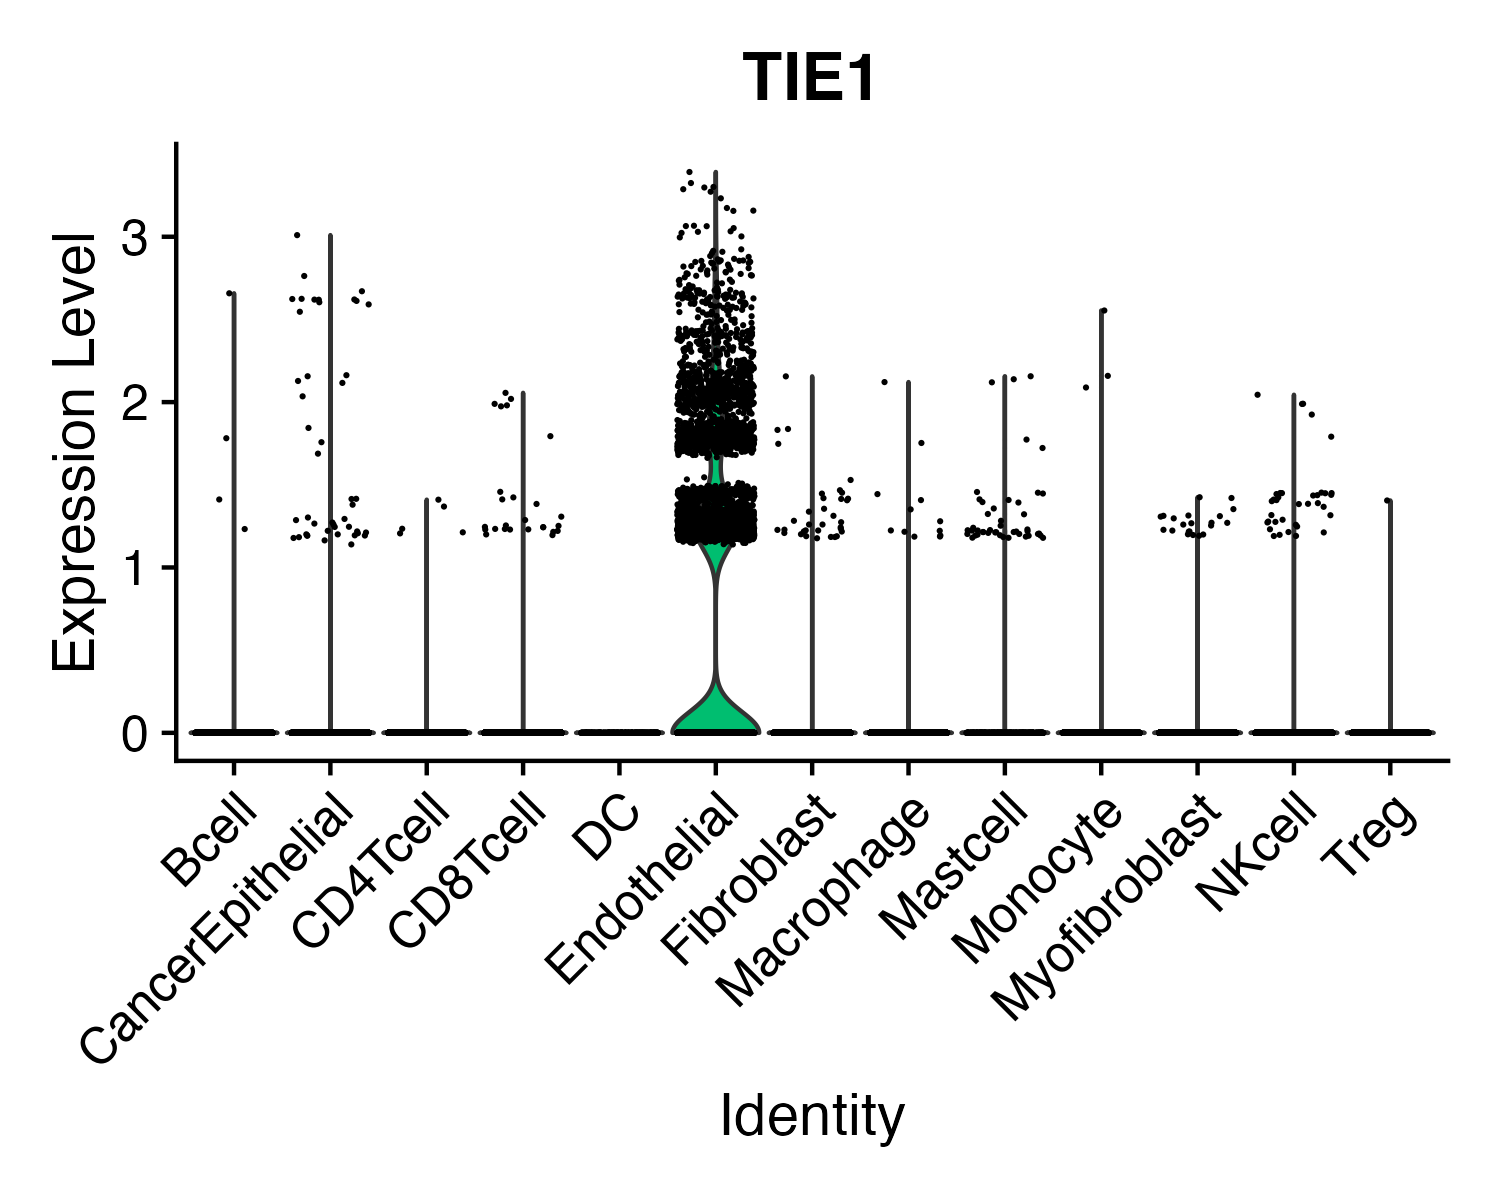 TIE1
Expression Level
3
2
1
0
Bcell
CancerEpithelial
CD4Tcell
CD8Tcell
DC
Endothelial
Fibroblast
Macrophage
Mastcell
Monocyte
Myofibroblast
NKcell
Treg
Identity